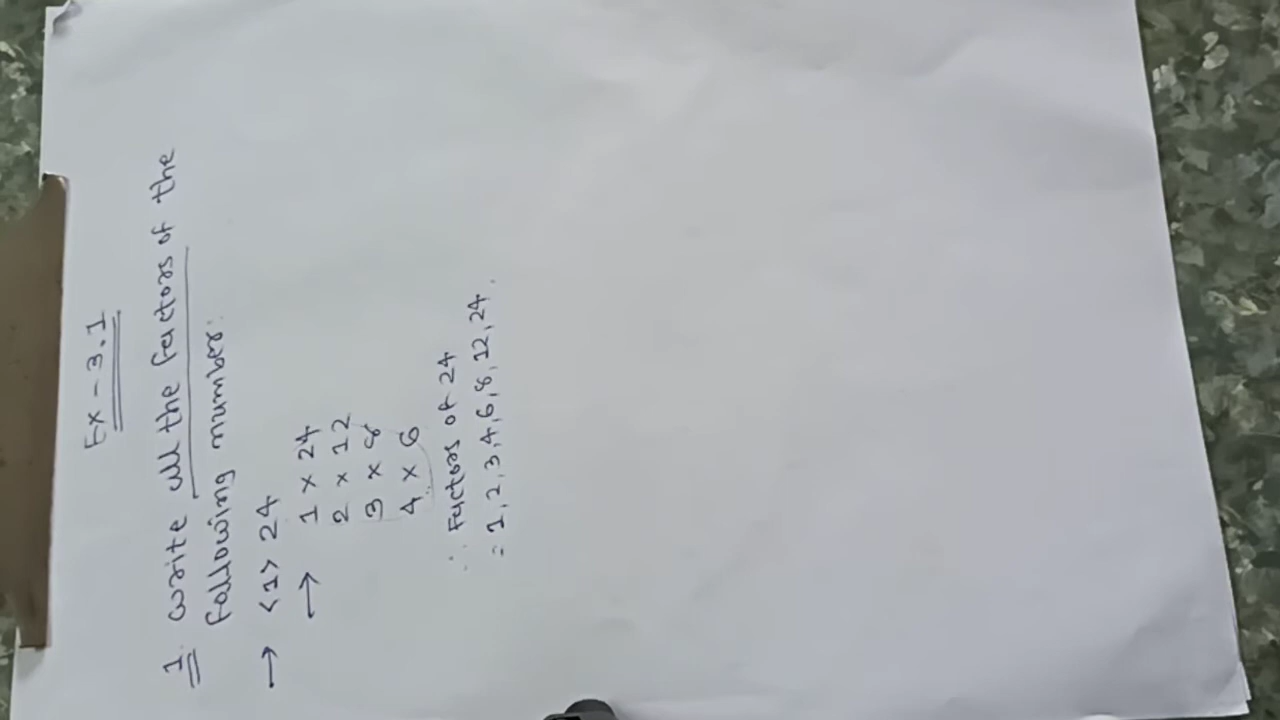 Ex - 3.1
1. write all the factors of the
following number:
→ <1> 24
→ 1 × 24
2 × 12
3 × 8
4 × 6
∴ Factors of 24
= 1, 2, 3, 4, 6, 8, 12, 24.